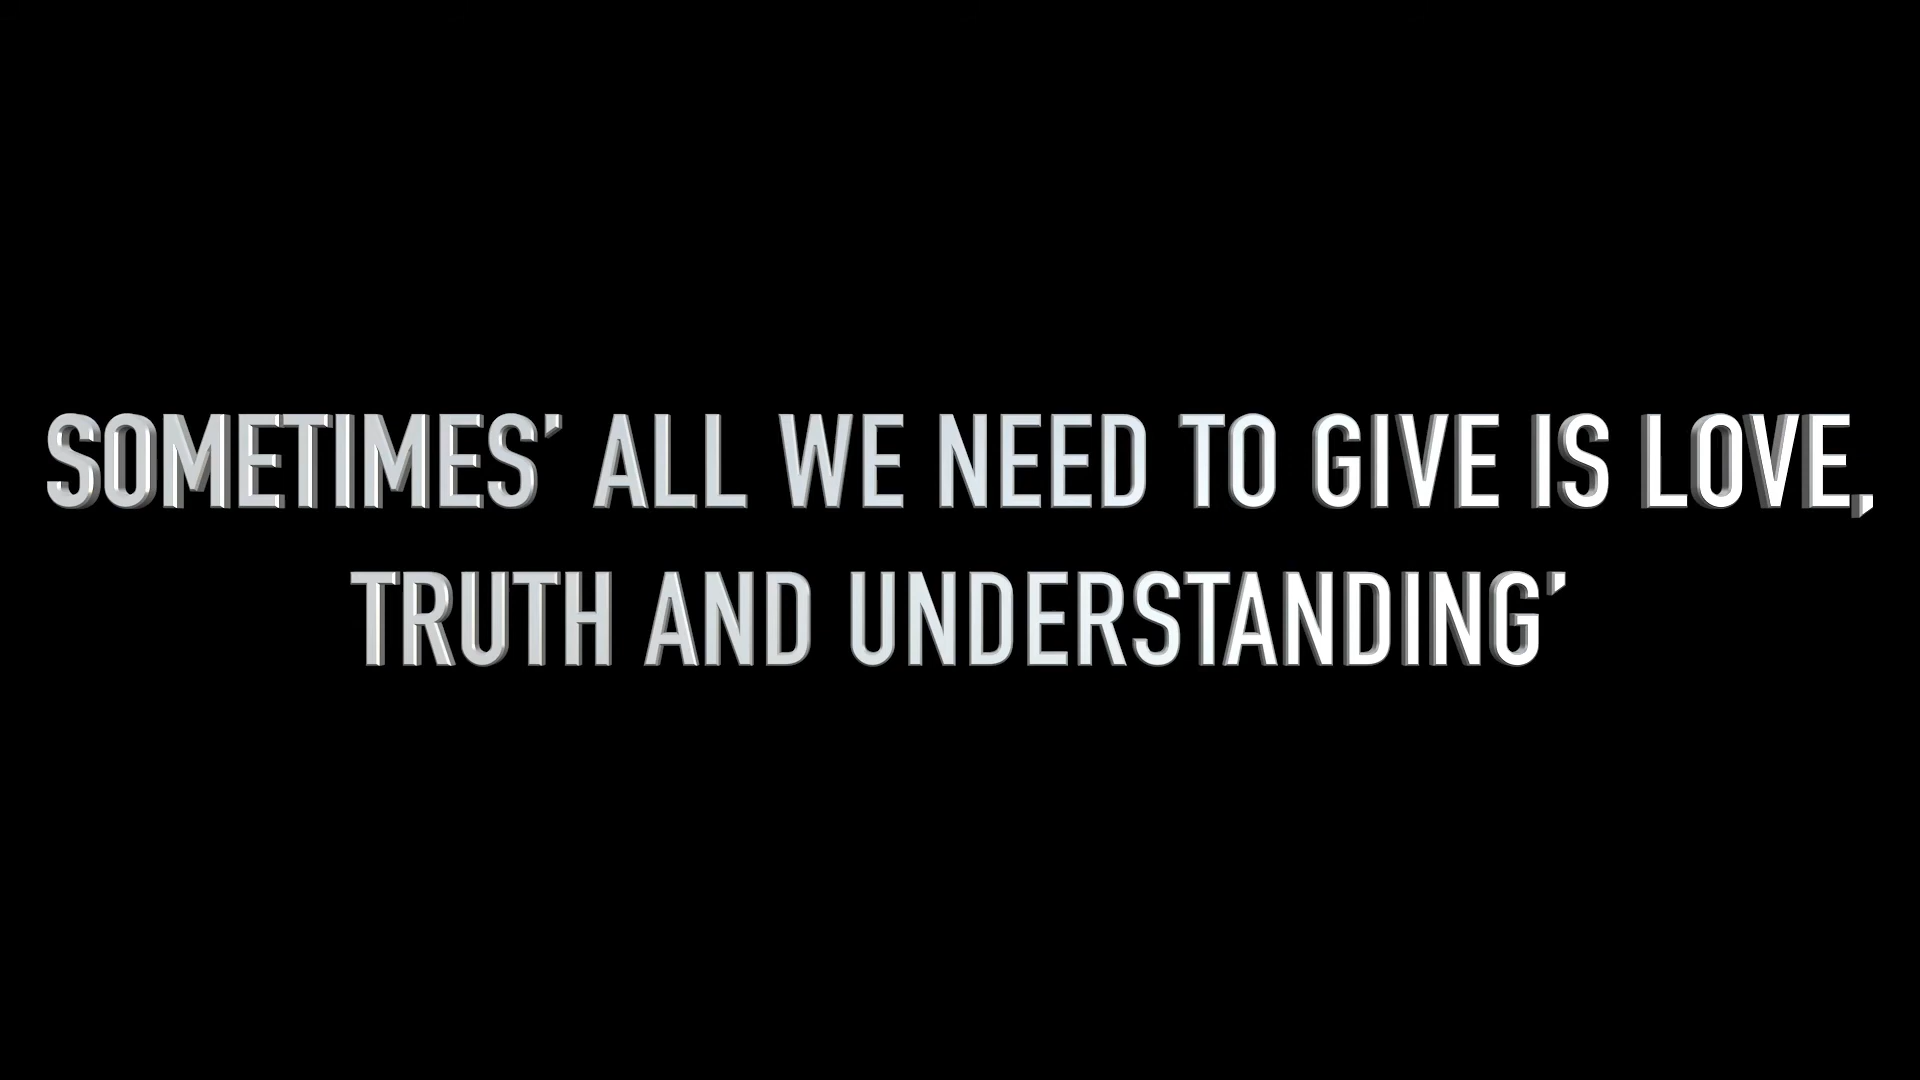 SOMETIMES' ALL WE NEED TO GIVE IS LOVE,
TRUTH AND UNDERSTANDING'